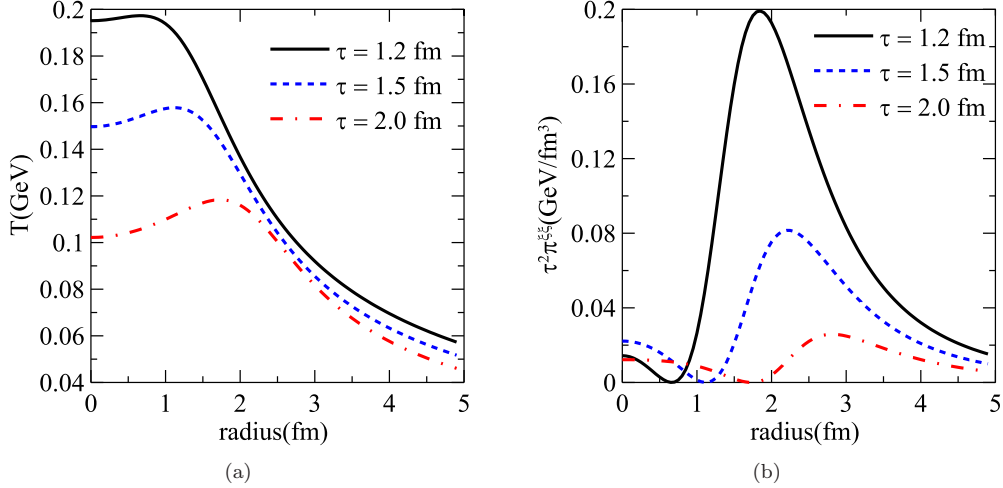 0.2
0.18
0.16
0.14
0.12
0.1
0.08
0.06
0.04
T(GeV)
0 1 2 3 4 5
radius(fm)
τ = 1.2 fm
τ = 1.5 fm
τ = 2.0 fm
(a)
0.2
0.16
0.12
0.08
0.04
0
τ²π^ξξ(GeV/fm³)
0 1 2 3 4 5
radius(fm)
τ = 1.2 fm
τ = 1.5 fm
τ = 2.0 fm
(b)